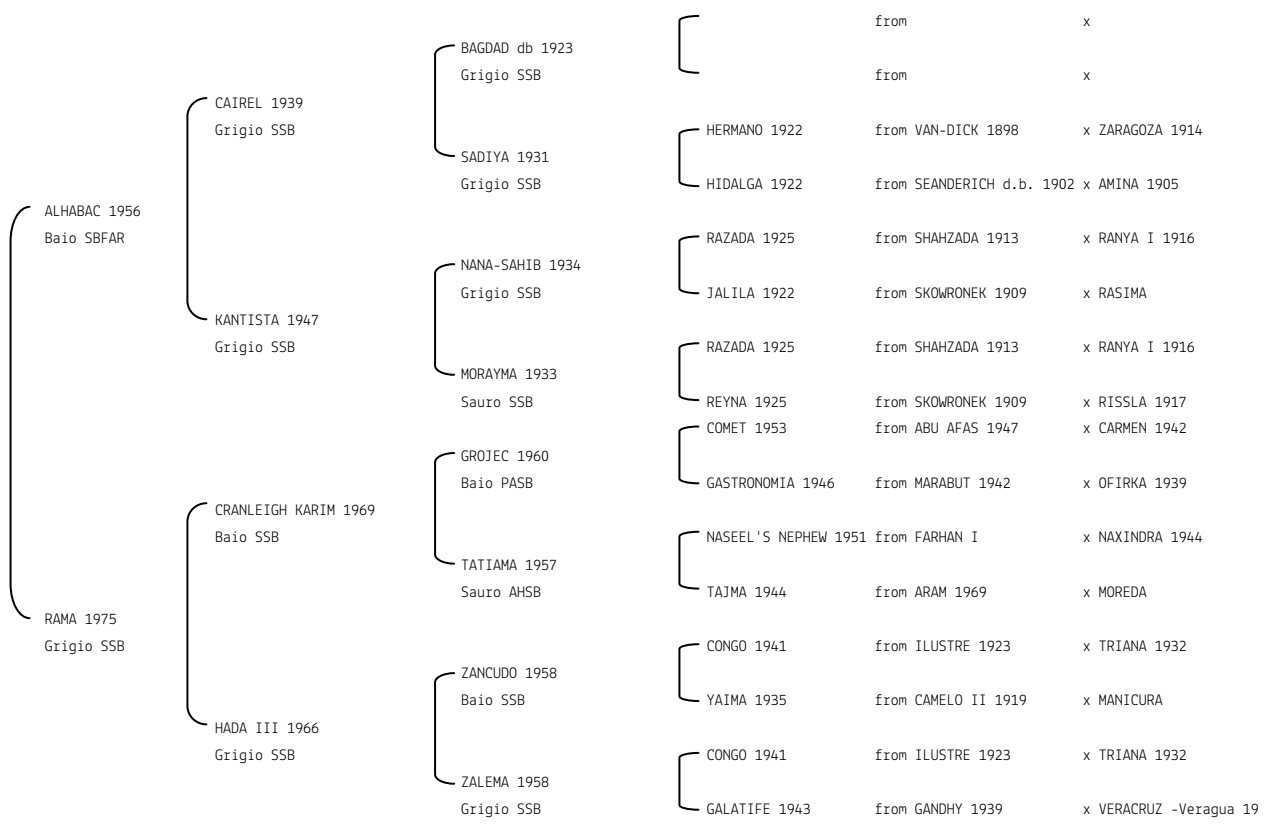 from x
BAGDAD db 1923
Grigio SSB from x
CAIREL 1939
Grigio SSB HERMANO 1922 from VAN-DICK 1898 x ZARAGOZA 1914
SADIYA 1931
Grigio SSB HIDALGA 1922 from SEANDERICH d.b. 1902 x AMINA 1905
ALHABAC 1956
Baio SBFAR RAZADA 1925 from SHAHZADA 1913 x RANYA I 1916
NANA-SAHIB 1934
Grigio SSB JALILA 1922 from SKOWRONEK 1909 x RASIMA
KANTISTA 1947
Grigio SSB RAZADA 1925 from SHAHZADA 1913 x RANYA I 1916
MORAYMA 1933
Sauro SSB REYNA 1925 from SKOWRONEK 1909 x RISSLA 1917
COMET 1953 from ABU AFAS 1947 x CARMEN 1942
GROJEC 1960
Baio PASB GASTRONOMIA 1946 from MARABUT 1942 x OFIRKA 1939
CRANLEIGH KARIM 1969
Baio SSB NASEEL'S NEPHEW 1951 from FARHAN I x NAXINDRA 1944
TATIAMA 1957
Sauro AHSB TAJMA 1944 from ARAM 1969 x MOREDA
RAMA 1975
Grigio SSB CONGO 1941 from ILUSTRE 1923 x TRIANA 1932
ZANCUDO 1958
Baio SSB YAIMA 1935 from CAMELO II 1919 x MANICURA
HADA III 1966
Grigio SSB CONGO 1941 from ILUSTRE 1923 x TRIANA 1932
ZALEMA 1958
Grigio SSB GALATIFE 1943 from GANDHY 1939 x VERACRUZ -Veragua 19